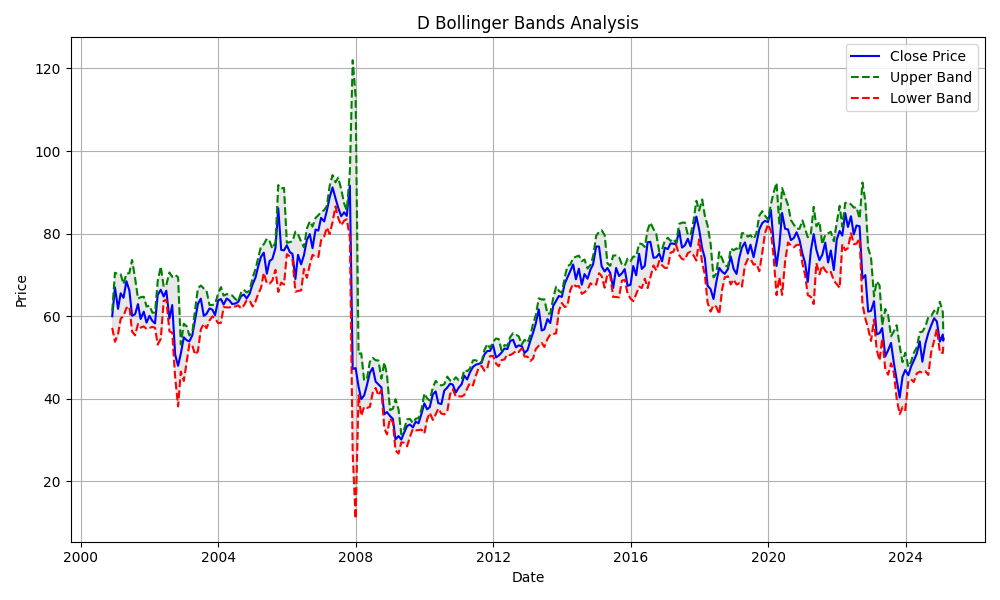 D Bollinger Bands Analysis
Close Price
Upper Band
Lower Band
120
100
80
60
40
20
Price
2000 2004 2008 2012 2016 2020 2024
Date